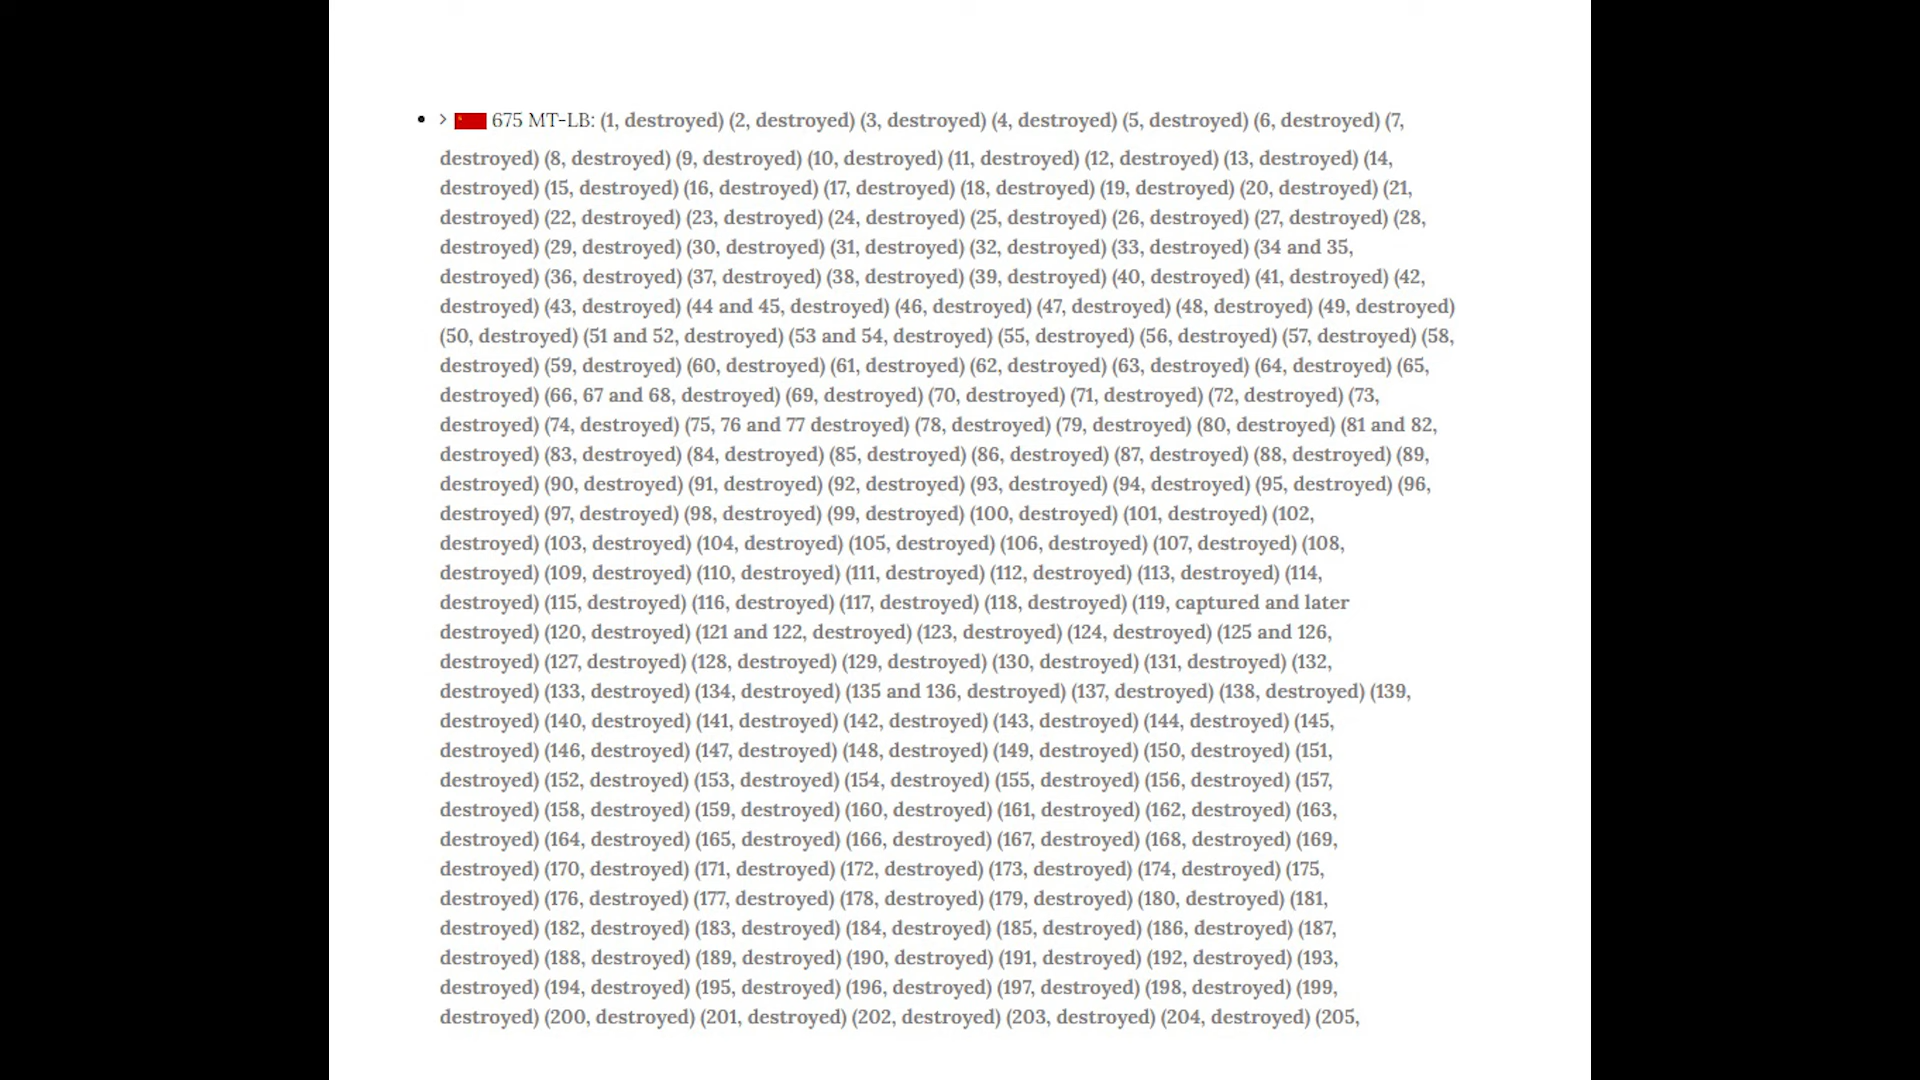 • > 675 MT-LB: (1, destroyed) (2, destroyed) (3, destroyed) (4, destroyed) (5, destroyed) (6, destroyed) (7,
destroyed) (8, destroyed) (9, destroyed) (10, destroyed) (11, destroyed) (12, destroyed) (13, destroyed) (14,
destroyed) (15, destroyed) (16, destroyed) (17, destroyed) (18, destroyed) (19, destroyed) (20, destroyed) (21,
destroyed) (22, destroyed) (23, destroyed) (24, destroyed) (25, destroyed) (26, destroyed) (27, destroyed) (28,
destroyed) (29, destroyed) (30, destroyed) (31, destroyed) (32, destroyed) (33, destroyed) (34 and 35,
destroyed) (36, destroyed) (37, destroyed) (38, destroyed) (39, destroyed) (40, destroyed) (41, destroyed) (42,
destroyed) (43, destroyed) (44 and 45, destroyed) (46, destroyed) (47, destroyed) (48, destroyed) (49, destroyed)
(50, destroyed) (51 and 52, destroyed) (53 and 54, destroyed) (55, destroyed) (56, destroyed) (57, destroyed) (58,
destroyed) (59, destroyed) (60, destroyed) (61, destroyed) (62, destroyed) (63, destroyed) (64, destroyed) (65,
destroyed) (66, 67 and 68, destroyed) (69, destroyed) (70, destroyed) (71, destroyed) (72, destroyed) (73,
destroyed) (74, destroyed) (75, 76 and 77 destroyed) (78, destroyed) (79, destroyed) (80, destroyed) (81 and 82,
destroyed) (83, destroyed) (84, destroyed) (85, destroyed) (86, destroyed) (87, destroyed) (88, destroyed) (89,
destroyed) (90, destroyed) (91, destroyed) (92, destroyed) (93, destroyed) (94, destroyed) (95, destroyed) (96,
destroyed) (97, destroyed) (98, destroyed) (99, destroyed) (100, destroyed) (101, destroyed) (102,
destroyed) (103, destroyed) (104, destroyed) (105, destroyed) (106, destroyed) (107, destroyed) (108,
destroyed) (109, destroyed) (110, destroyed) (111, destroyed) (112, destroyed) (113, destroyed) (114,
destroyed) (115, destroyed) (116, destroyed) (117, destroyed) (118, destroyed) (119, captured and later
destroyed) (120, destroyed) (121 and 122, destroyed) (123, destroyed) (124, destroyed) (125 and 126,
destroyed) (127, destroyed) (128, destroyed) (129, destroyed) (130, destroyed) (131, destroyed) (132,
destroyed) (133, destroyed) (134, destroyed) (135 and 136, destroyed) (137, destroyed) (138, destroyed) (139,
destroyed) (140, destroyed) (141, destroyed) (142, destroyed) (143, destroyed) (144, destroyed) (145,
destroyed) (146, destroyed) (147, destroyed) (148, destroyed) (149, destroyed) (150, destroyed) (151,
destroyed) (152, destroyed) (153, destroyed) (154, destroyed) (155, destroyed) (156, destroyed) (157,
destroyed) (158, destroyed) (159, destroyed) (160, destroyed) (161, destroyed) (162, destroyed) (163,
destroyed) (164, destroyed) (165, destroyed) (166, destroyed) (167, destroyed) (168, destroyed) (169,
destroyed) (170, destroyed) (171, destroyed) (172, destroyed) (173, destroyed) (174, destroyed) (175,
destroyed) (176, destroyed) (177, destroyed) (178, destroyed) (179, destroyed) (180, destroyed) (181,
destroyed) (182, destroyed) (183, destroyed) (184, destroyed) (185, destroyed) (186, destroyed) (187,
destroyed) (188, destroyed) (189, destroyed) (190, destroyed) (191, destroyed) (192, destroyed) (193,
destroyed) (194, destroyed) (195, destroyed) (196, destroyed) (197, destroyed) (198, destroyed) (199,
destroyed) (200, destroyed) (201, destroyed) (202, destroyed) (203, destroyed) (204, destroyed) (205,